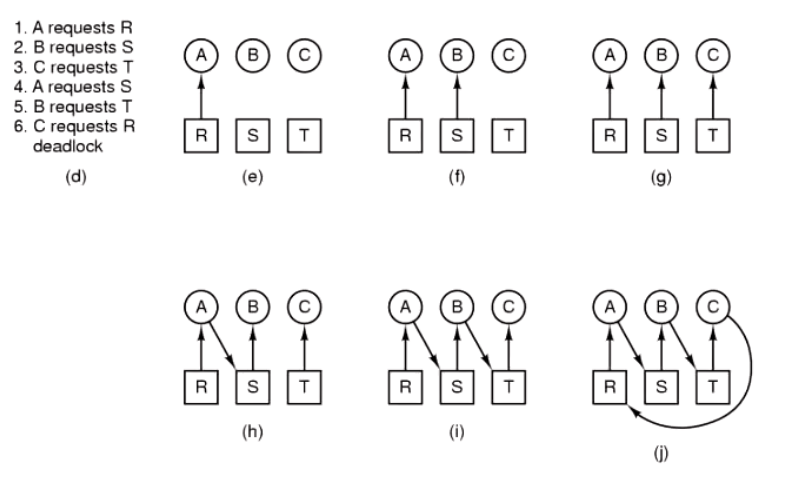 1. A requests R
2. B requests S
3. C requests T
4. A requests S
5. B requests T
6. C requests R
deadlock
(d)
A B C
R S T
(e)
A B C
R S T
(f)
A B C
R S T
(g)
A B C
R S T
(h)
A B C
R S T
(i)
A B C
R S T
(j)